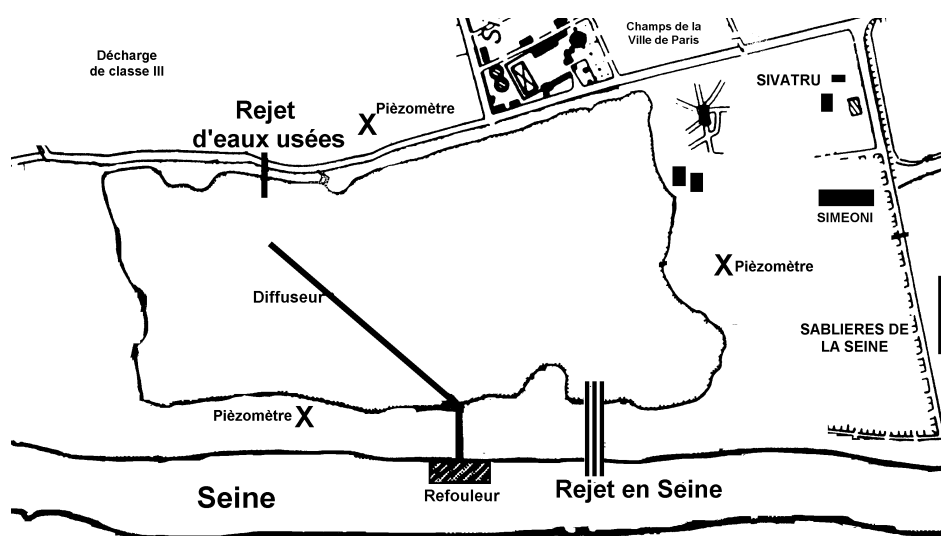 Décharge
de classe III
Champs de la
Ville de Paris
SIVATRU
Rejet
d'eaux usées
Pièzomètre
SIMEONI
Pièzomètre
Diffuseur
SABLIERES DE
LA SEINE
Pièzomètre
Seine
Refouleur
Rejet en Seine